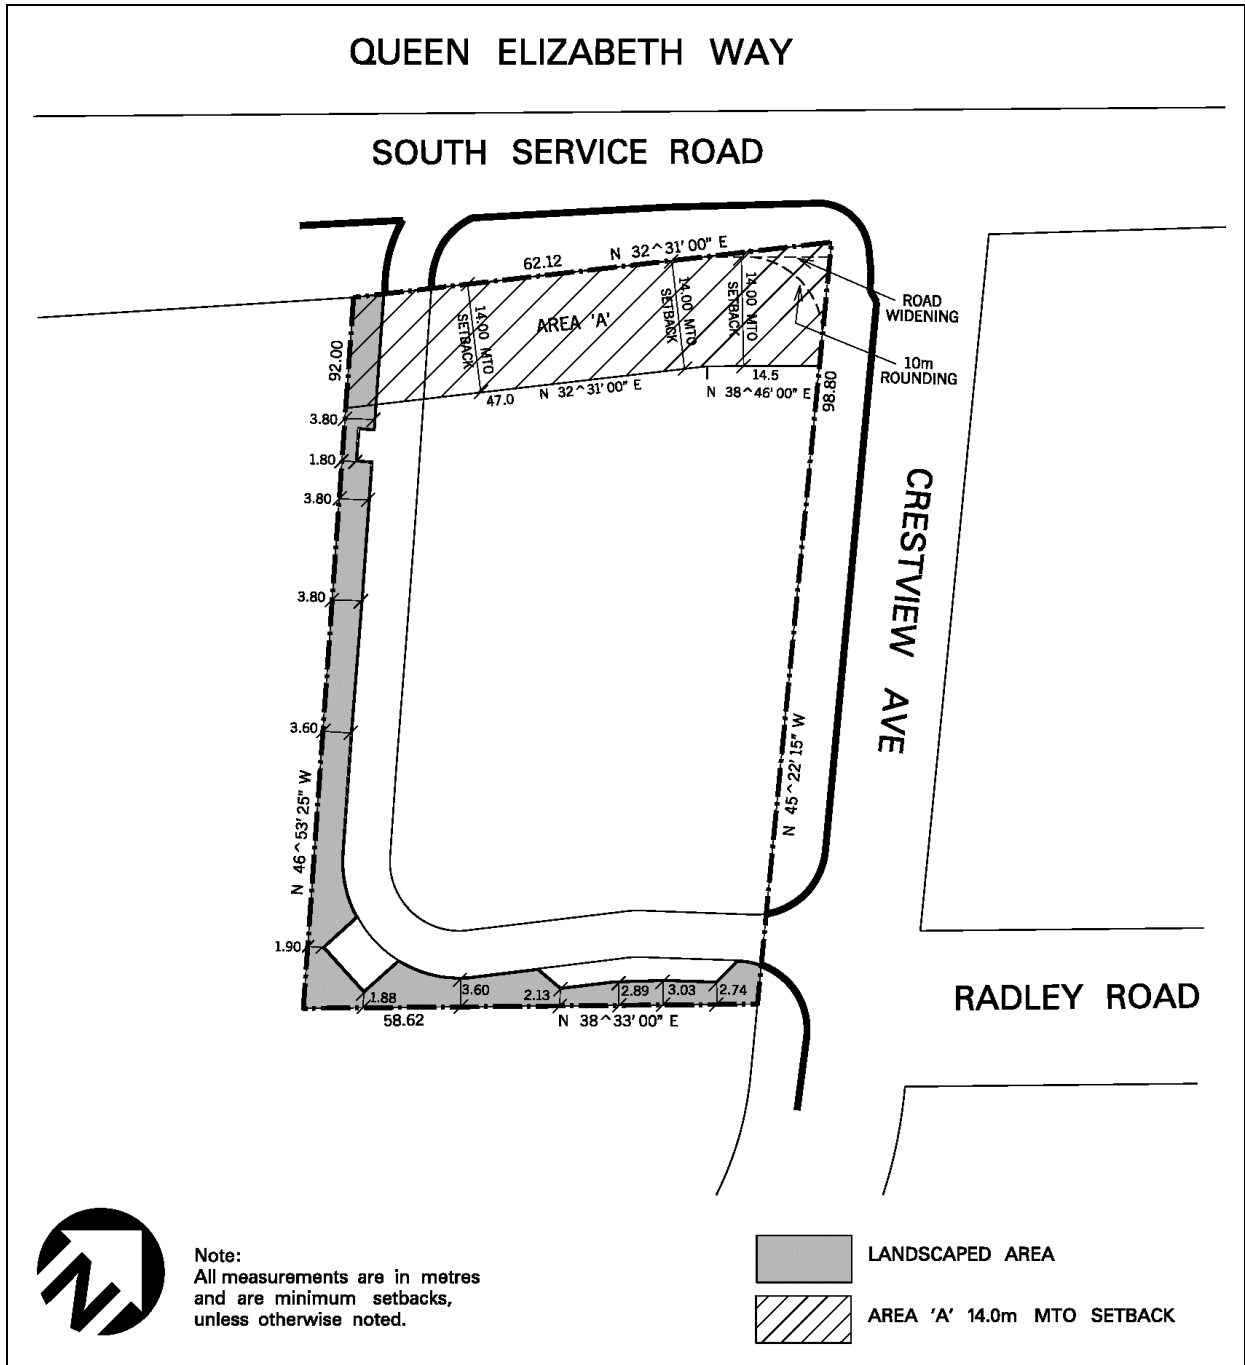 QUEEN ELIZABETH WAY
SOUTH SERVICE ROAD
N 32^31'00" E
62.12
14.00 MTO
SETBACK
AREA 'A'
14.00 MTO
SETBACK
14.00 MTO
SETBACK
ROAD
WIDENING
10m
ROUNDING
92.00
47.0
N 32^31'00" E
14.5
N 38^46'00" E
98.80
3.80
1.80
3.80
3.80
3.60
N 46^53'25" W
1.90
CRESTVIEW AVE
N 45^22'15" W
1.88
3.60
2.13
2.89
3.03
2.74
58.62
N 38^33'00" E
RADLEY ROAD
N
Note:
All measurements are in metres
and are minimum setbacks,
unless otherwise noted.
LANDSCAPED AREA
AREA 'A' 14.0m MTO SETBACK